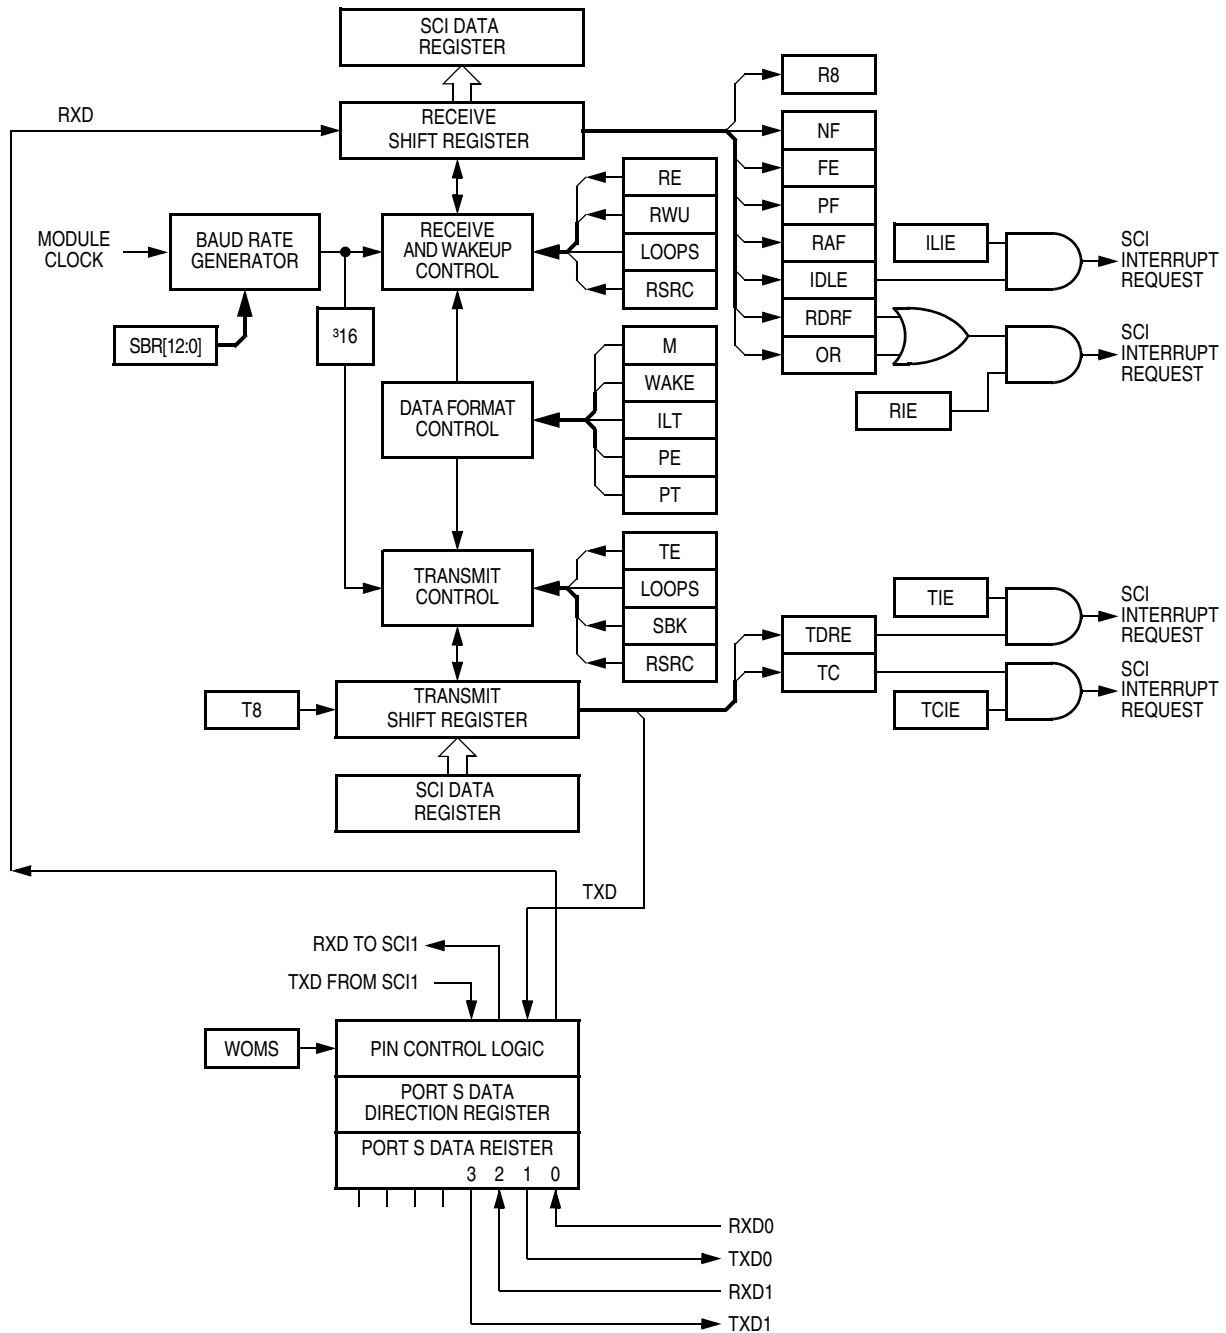 SCI DATA
REGISTER
RXD
RECEIVE
SHIFT REGISTER
R8
NF
FE
PF
RAF
IDLE
RDRF
OR
RE
RWU
LOOPS
RSRC
MODULE
CLOCK
BAUD RATE
GENERATOR
RECEIVE
AND WAKEUP
CONTROL
ILIE
SCI
INTERRUPT
REQUEST
SBR[12:0]
³16
SCI
INTERRUPT
REQUEST
RIE
DATA FORMAT
CONTROL
M
WAKE
ILT
PE
PT
TRANSMIT
CONTROL
TE
LOOPS
SBK
RSRC
TIE
SCI
INTERRUPT
REQUEST
TDRE
TC
TCIE
SCI
INTERRUPT
REQUEST
T8
TRANSMIT
SHIFT REGISTER
SCI DATA
REGISTER
TXD
RXD TO SCI1
TXD FROM SCI1
WOMS
PIN CONTROL LOGIC
PORT S DATA
DIRECTION REGISTER
PORT S DATA REISTER
3 2 1 0
RXD0
TXD0
RXD1
TXD1